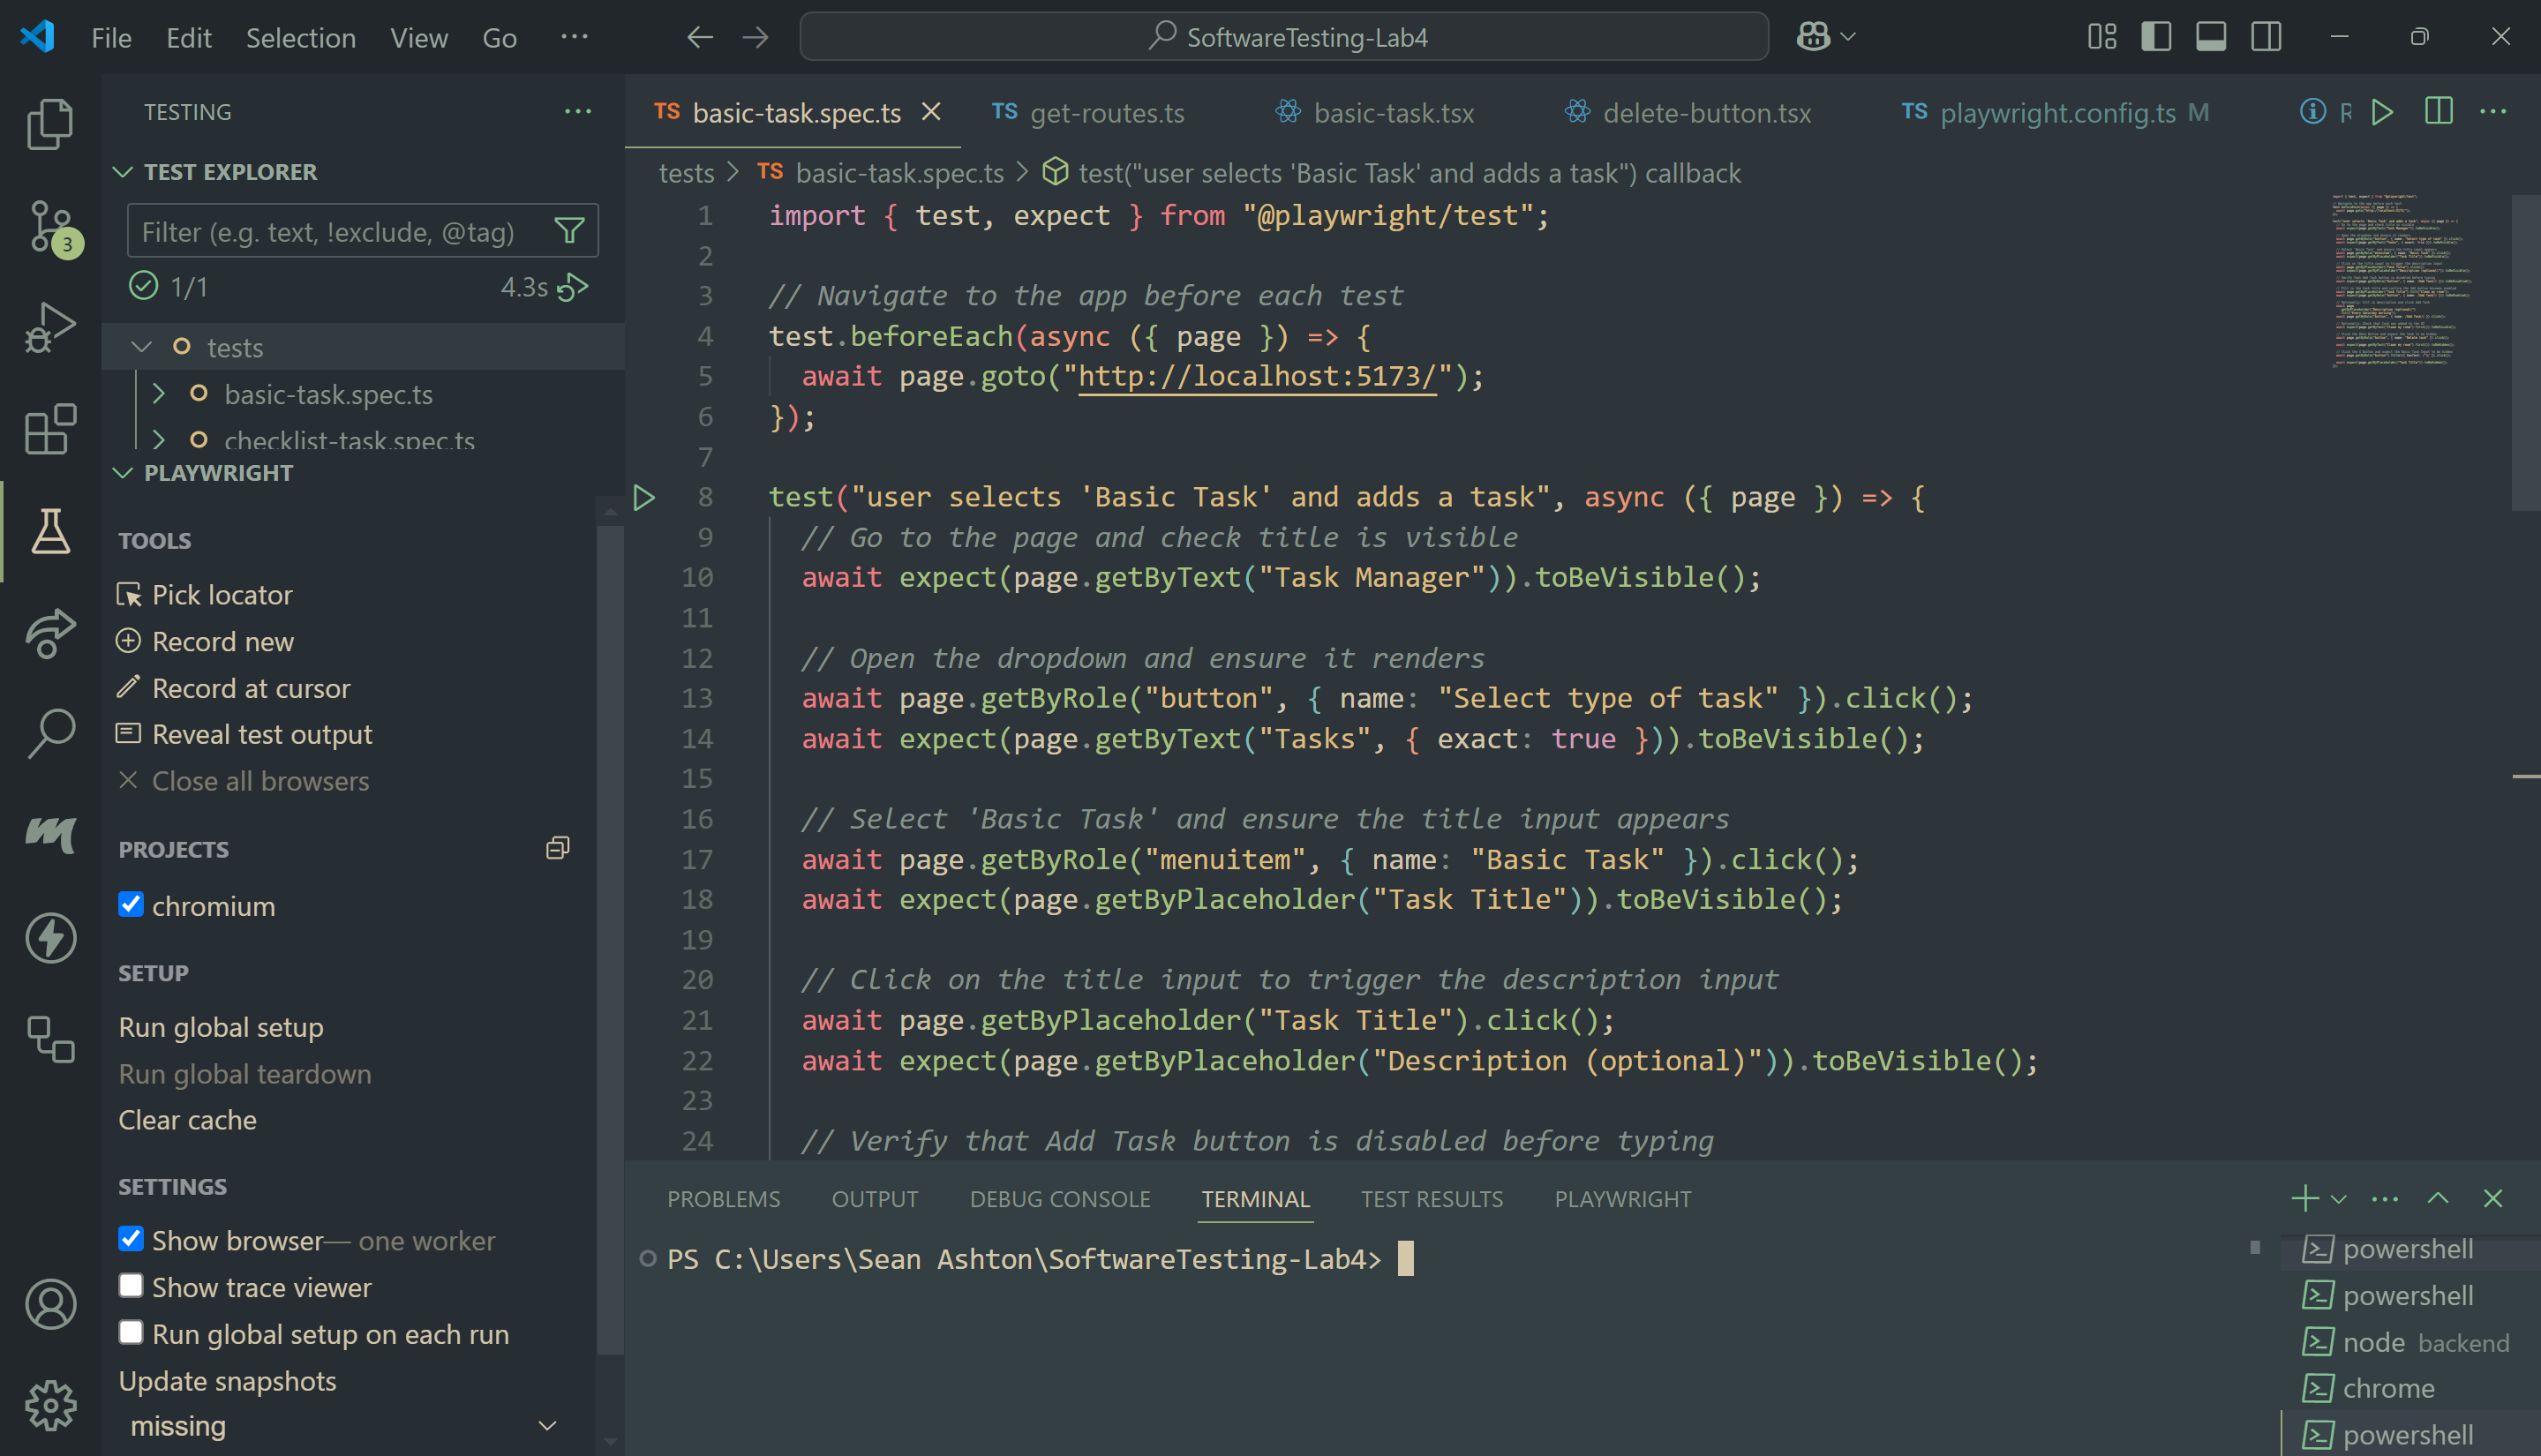 File Edit Selection View Go ···
SoftwareTesting-Lab4
TESTING
TEST EXPLORER
Filter (e.g. text, !exclude, @tag)
1/1 4.3s
tests
basic-task.spec.ts
checklist-task.spec.ts
PLAYWRIGHT
TOOLS
Pick locator
Record new
Record at cursor
Reveal test output
Close all browsers
PROJECTS
chromium
SETUP
Run global setup
Run global teardown
Clear cache
SETTINGS
Show browser— one worker
Show trace viewer
Run global setup on each run
Update snapshots
missing
3
TS basic-task.spec.ts TS get-routes.ts basic-task.tsx delete-button.tsx TS playwright.config.ts M R
tests > TS basic-task.spec.ts > test("user selects 'Basic Task' and adds a task") callback
1 import { test, expect } from "@playwright/test";
2
3 // Navigate to the app before each test
4 test.beforeEach(async ({ page }) => {
5 await page.goto("http://localhost:5173/");
6 });
7
8 test("user selects 'Basic Task' and adds a task", async ({ page }) => {
9 // Go to the page and check title is visible
10 await expect(page.getByText("Task Manager")).toBeVisible();
11
12 // Open the dropdown and ensure it renders
13 await page.getByRole("button", { name: "Select type of task" }).click();
14 await expect(page.getByText("Tasks", { exact: true })).toBeVisible();
15
16 // Select 'Basic Task' and ensure the title input appears
17 await page.getByRole("menuitem", { name: "Basic Task" }).click();
18 await expect(page.getByPlaceholder("Task Title")).toBeVisible();
19
20 // Click on the title input to trigger the description input
21 await page.getByPlaceholder("Task Title").click();
22 await expect(page.getByPlaceholder("Description (optional)")).toBeVisible();
23
24 // Verify that Add Task button is disabled before typing
PROBLEMS OUTPUT DEBUG CONSOLE TERMINAL TEST RESULTS PLAYWRIGHT
PS C:\Users\Sean Ashton\SoftwareTesting-Lab4>
powershell
powershell
node backend
chrome
powershell